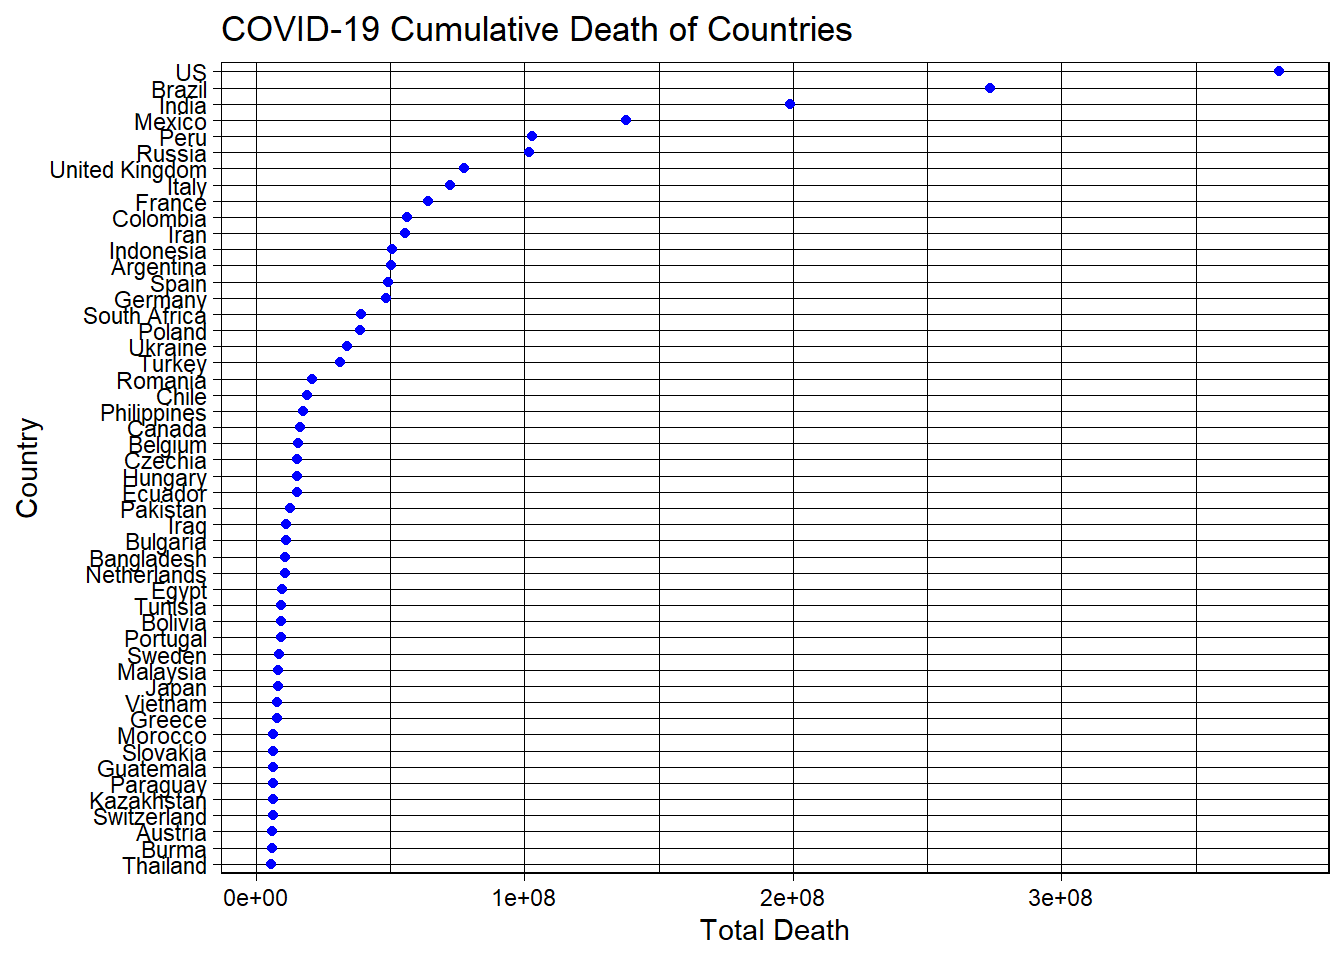 COVID-19 Cumulative Death of Countries
US
Brazil
India
Mexico
Peru
Russia
United Kingdom
Italy
France
Colombia
Iran
Indonesia
Argentina
Spain
Germany
South Africa
Poland
Ukraine
Turkey
Romania
Chile
Philippines
Canada
Belgium
Czechia
Hungary
Ecuador
Pakistan
Iraq
Bulgaria
Bangladesh
Netherlands
Egypt
Tunisia
Bolivia
Portugal
Sweden
Malaysia
Japan
Vietnam
Greece
Morocco
Slovakia
Guatemala
Paraguay
Kazakhstan
Switzerland
Austria
Burma
Thailand
Country
0e+00 1e+08 2e+08 3e+08
Total Death